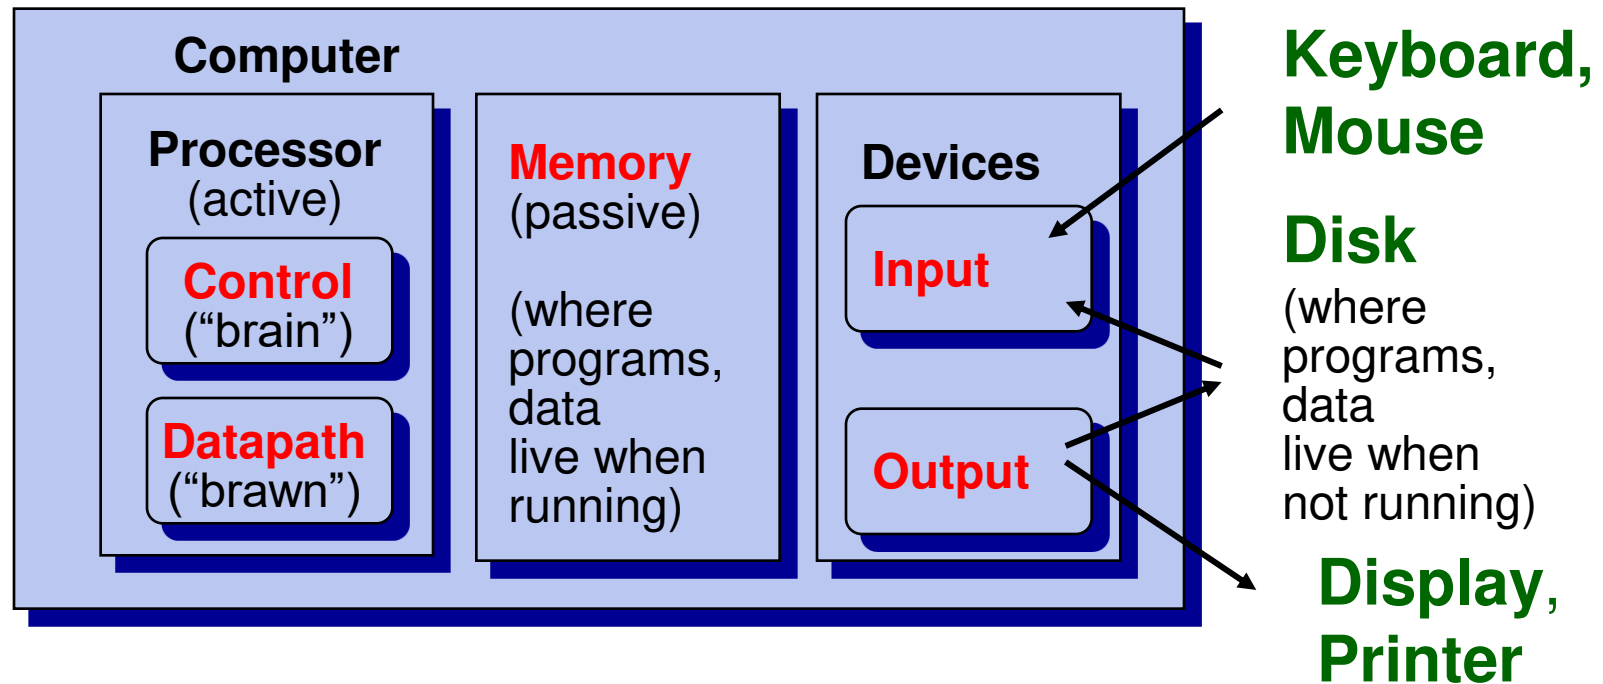 Computer
Processor
(active)
Control
(“brain”)
Datapath
(“brawn”)
Memory
(passive)
(where
programs,
data
live when
running)
Devices
Input
Output
Keyboard,
Mouse
Disk
(where
programs,
data
live when
not running)
Display,
Printer